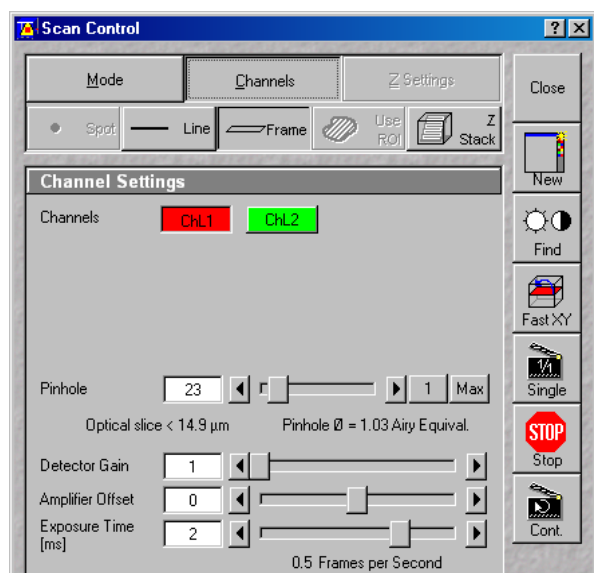 Scan Control
Mode Channels Z Settings Close
Spot Line Frame Use ROI Z Stack
New
Channel Settings
Channels ChL1 ChL2
Find
Fast XY
Pinhole 23 1 Max
1/1
Single
Optical slice < 14.9 µm Pinhole Ø = 1.03 Airy Equival.
STOP
Stop
Detector Gain 1
Amplifier Offset 0
Exposure Time [ms] 2
Cont.
0.5 Frames per Second